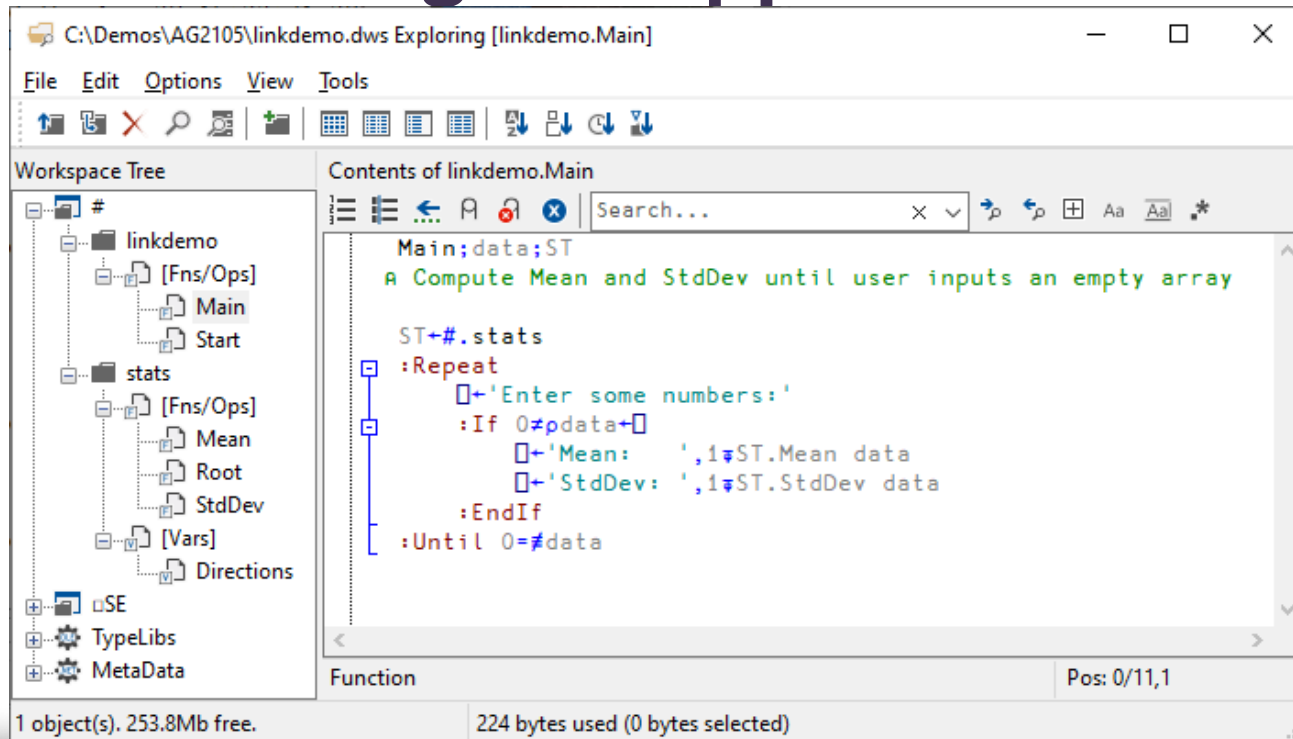 C:\Demos\AG2105\linkdemo.dws Exploring [linkdemo.Main]
File Edit Options View Tools
Workspace Tree
Contents of linkdemo.Main
#
linkdemo
[Fns/Ops]
Main
Start
stats
[Fns/Ops]
Mean
Root
StdDev
[Vars]
Directions
⎕SE
TypeLibs
MetaData
Search...
Main;data;ST
⍝ Compute Mean and StdDev until user inputs an empty array
ST←#.stats
:Repeat
⎕←'Enter some numbers:'
:If 0≠⍴data←⎕
⎕←'Mean:   ',1⍕ST.Mean data
⎕←'StdDev: ',1⍕ST.StdDev data
:EndIf
:Until 0=≢data
Function
Pos: 0/11,1
1 object(s). 253.8Mb free.
224 bytes used (0 bytes selected)